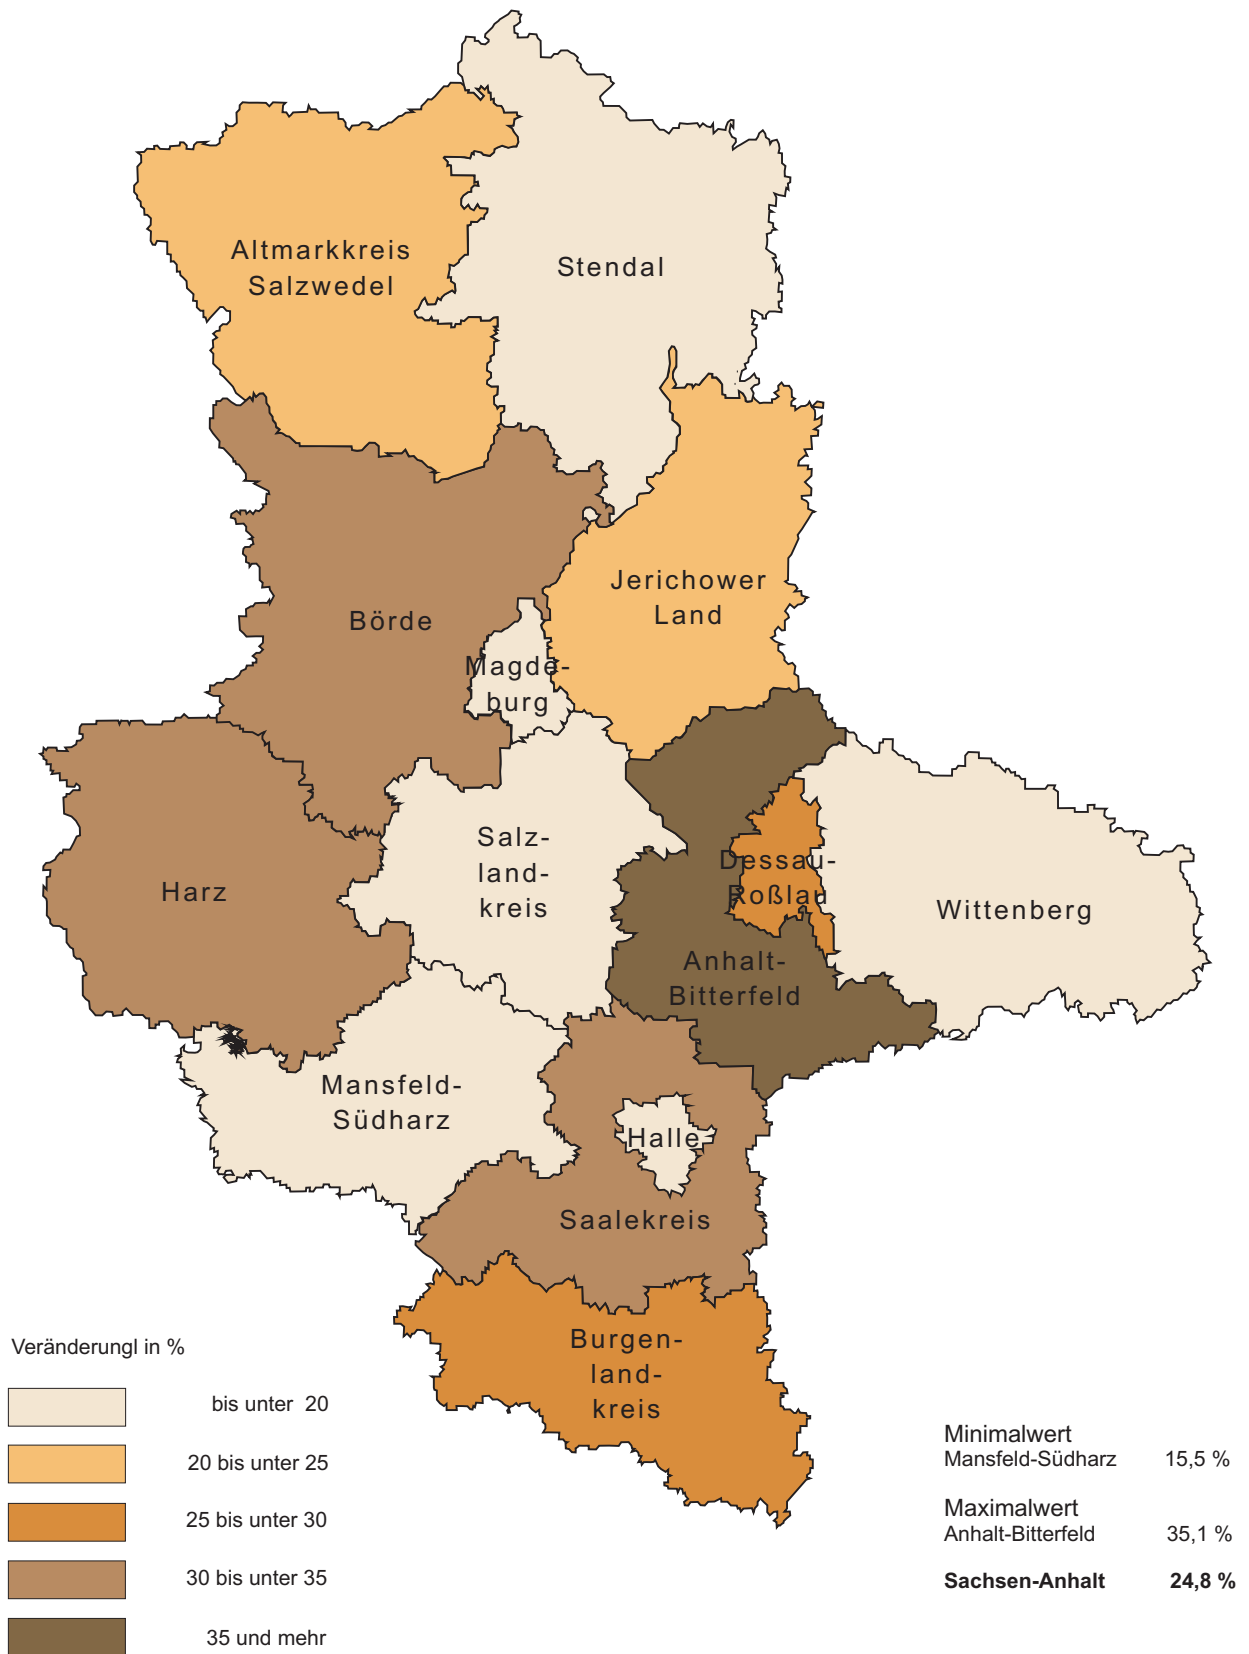 Altmarkkreis
Salzwedel
Stendal
Jerichower
Land
Börde
Magde-
burg
Salz-
land-
kreis
Harz
Dessau-
Roßlau
Wittenberg
Anhalt-
Bitterfeld
Mansfeld-
Südharz
Halle
Saalekreis
Burgen-
land-
kreis
Veränderungl in %
bis unter 20
20 bis unter 25
25 bis unter 30
30 bis unter 35
35 und mehr
Minimalwert
Mansfeld-Südharz 15,5 %
Maximalwert
Anhalt-Bitterfeld 35,1 %
Sachsen-Anhalt 24,8 %